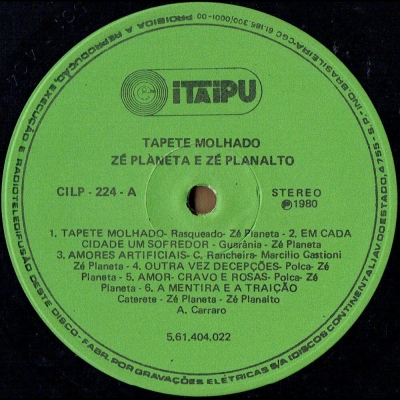 ITAIPU
TAPETE MOLHADO
ZÉ PLANETA E ZÉ PLANALTO
CILP - 224 - A
STEREO
℗1980
1. TAPETE MOLHADO- Rasqueado- Zé Planeta - 2. EM CADA
CIDADE UM SOFREDOR - Guarânia - Zé Planeta
3. AMORES ARTIFICIAIS- C. Rancheira- Marcilio Castioni
Zé Planeta - 4. OUTRA VEZ DECEPÇÕES- Polca- Zé
Planeta - 5. AMOR- CRAVO E ROSAS- Polca- Zé
Planeta - 6. A MENTIRA E A TRAIÇÃO
Caterete - Zé Planeta - Zé Planalto
A. Carraro
5,61.404,022
PROIBIDA A REPRODUÇÃO, EXECUÇÃO E RADIOTELEDIFUSÃO DESTE DISCO - FABR. POR GRAVAÇÕES ELÉTRICAS S/A (DISCOS CONTINENTAL) AV DO ESTADO, 4755 - S. P. - IND. BRASILEIRA - CGC